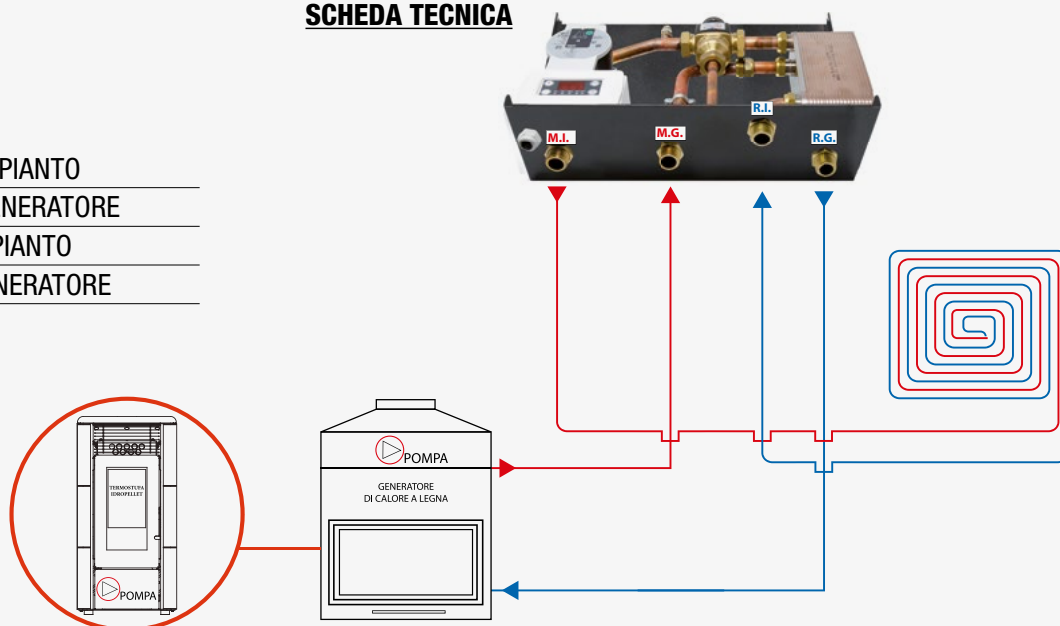 SCHEDA TECNICA
PIANTO
NERATORE
PIANTO
NERATORE
M.I.
M.G.
R.I.
R.G.
POMPA
GENERATORE
DI CALORE A LEGNA
TERMOSTUFA
IDROPELLET
POMPA